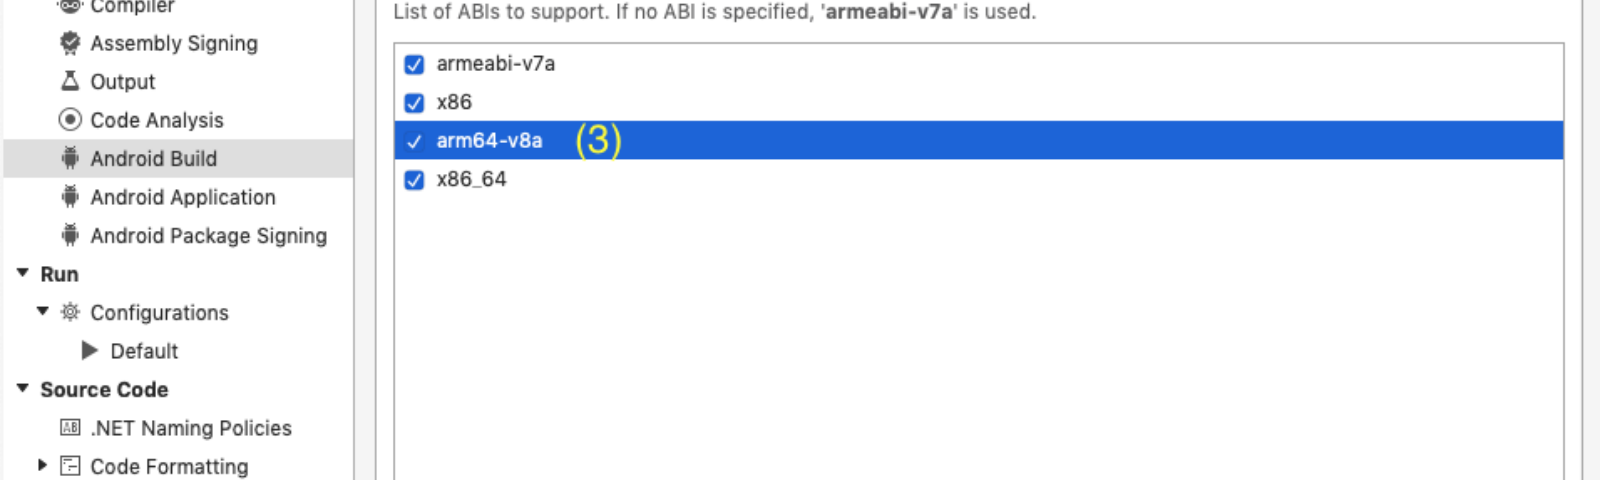 Compiler
Assembly Signing
Output
Code Analysis
Android Build
Android Application
Android Package Signing
Run
Configurations
Default
Source Code
AB .NET Naming Policies
Code Formatting
List of ABIs to support. If no ABI is specified, 'armeabi-v7a' is used.
armeabi-v7a
x86
arm64-v8a (3)
x86_64